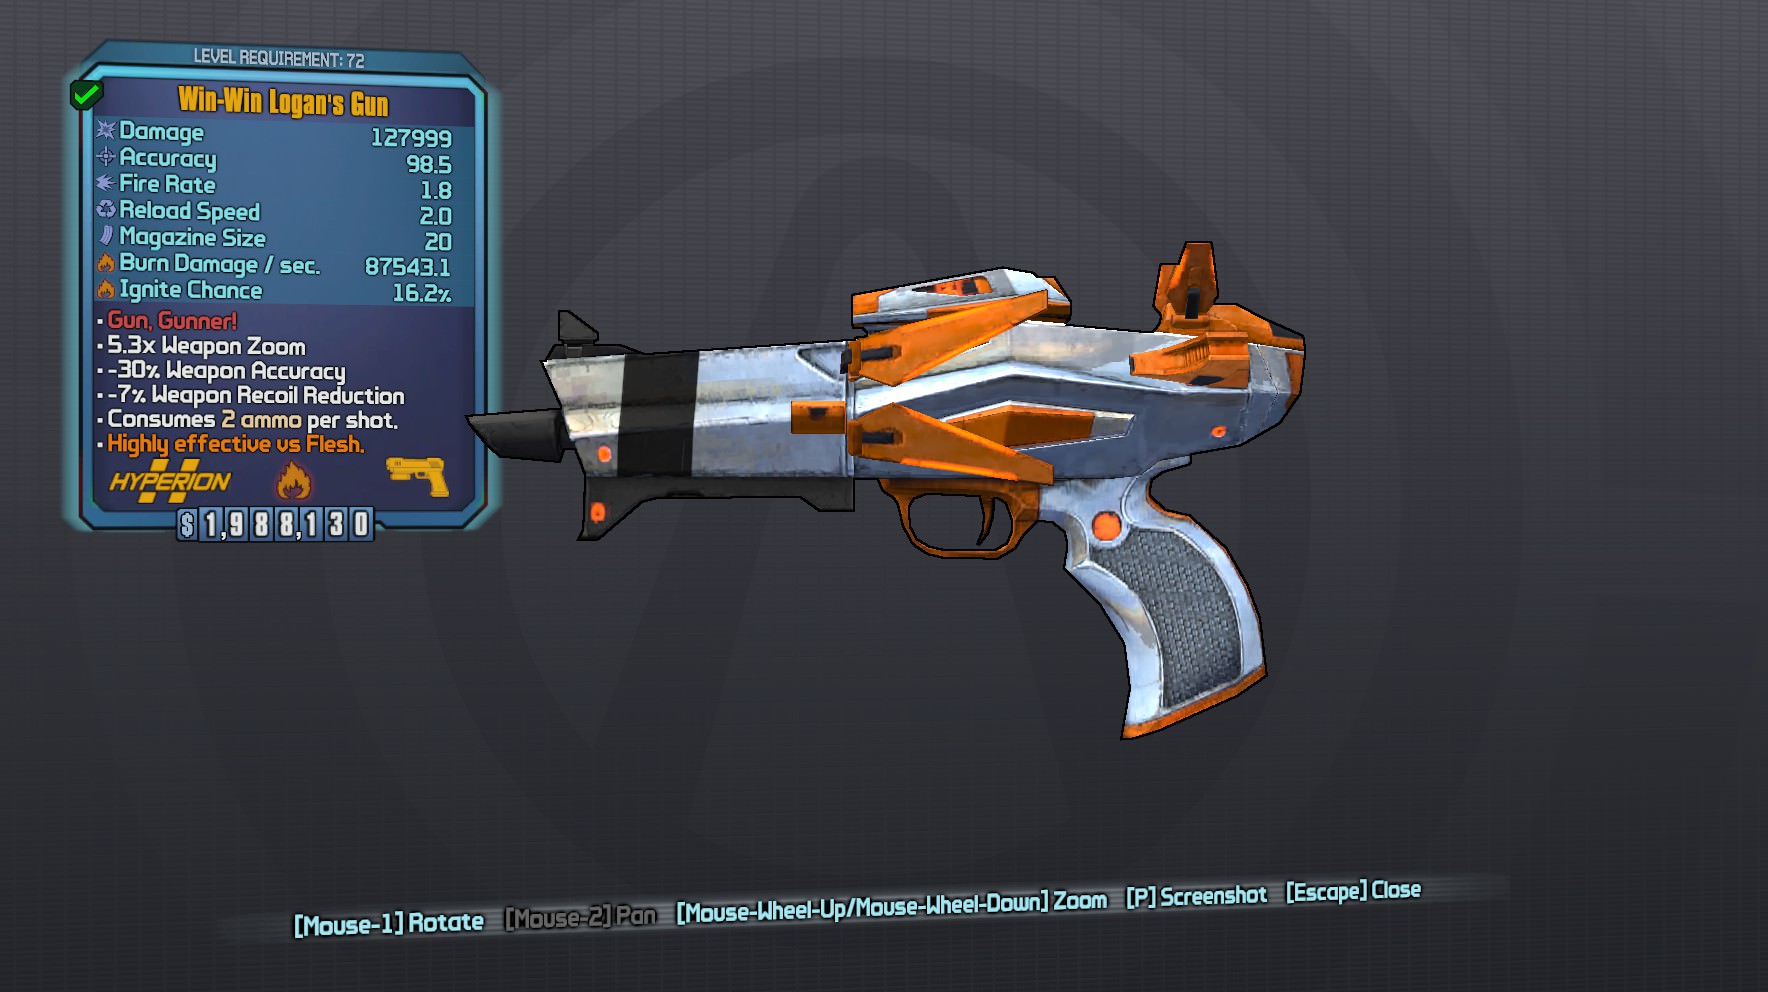 LEVEL REQUIREMENT: 72
Win-Win Logan's Gun
Damage 127999
Accuracy 98.5
Fire Rate 1.8
Reload Speed 2.0
Magazine Size 20
Burn Damage / sec. 87543.1
Ignite Chance 16.2%
• Gun, Gunner!
• 5.3x Weapon Zoom
• -30% Weapon Accuracy
• -7% Weapon Recoil Reduction
• Consumes 2 ammo per shot.
• Highly effective vs Flesh.
HYPERION
$ 1,988,130
[Mouse-1] Rotate [Mouse-2] Pan [Mouse-Wheel-Up/Mouse-Wheel-Down] Zoom [P] Screenshot [Escape] Close